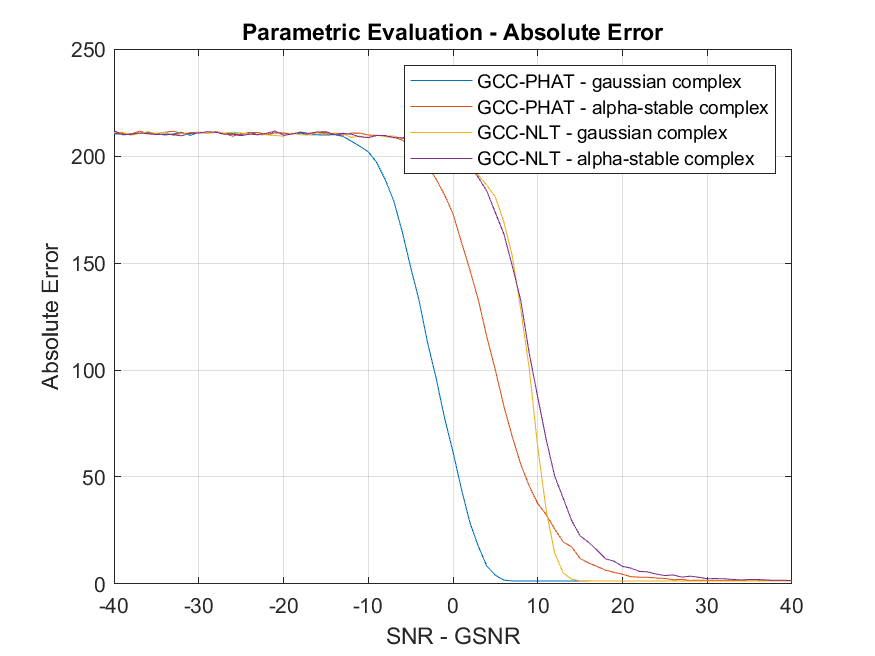 Parametric Evaluation - Absolute Error
GCC-PHAT - gaussian complex
GCC-PHAT - alpha-stable complex
GCC-NLT - gaussian complex
GCC-NLT - alpha-stable complex
Absolute Error
250
200
150
100
50
0
-40 -30 -20 -10 0 10 20 30 40
SNR - GSNR